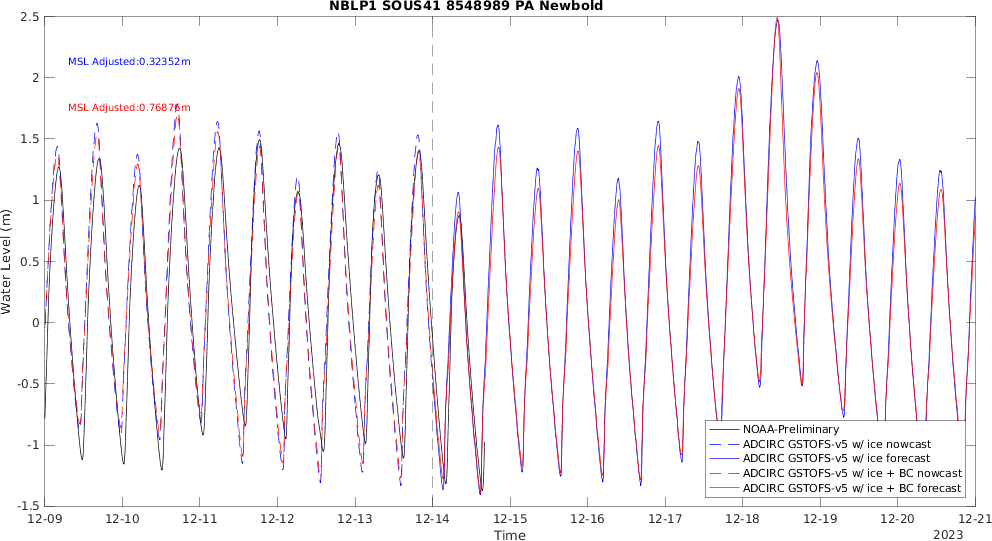 NBLP1 SOUS41 8548989 PA Newbold
2.5
2
1.5
1
0.5
0
-0.5
-1
-1.5
Water Level (m)
MSL Adjusted:0.32352m
MSL Adjusted:0.76876m
NOAA-Preliminary
ADCIRC GSTOFS-v5 w/ ice nowcast
ADCIRC GSTOFS-v5 w/ ice forecast
ADCIRC GSTOFS-v5 w/ ice + BC nowcast
ADCIRC GSTOFS-v5 w/ ice + BC forecast
12-09 12-10 12-11 12-12 12-13 12-14 12-15 12-16 12-17 12-18 12-19 12-20 12-21
Time
2023